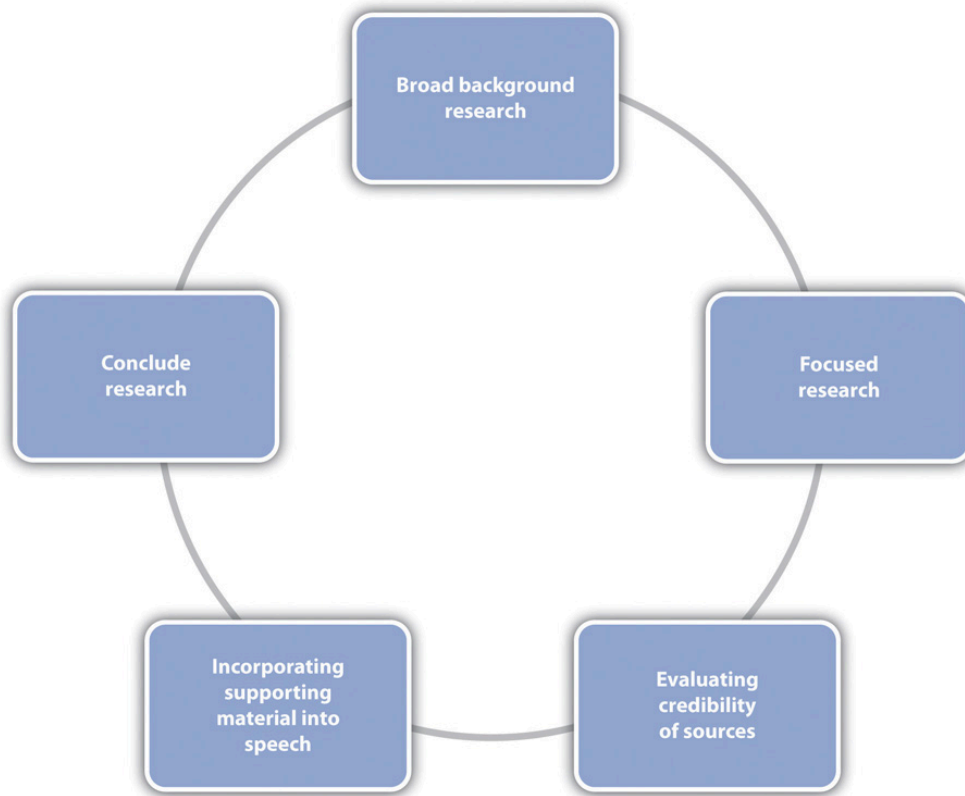 Broad background
research
Focused
research
Evaluating
credibility
of sources
Incorporating
supporting
material into
speech
Conclude
research